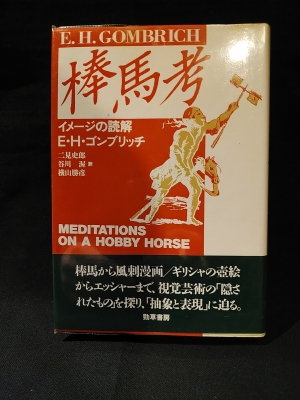 E. H. GOMBRICH
棒馬考
イメージの読解
E・H・ゴンブリッチ
二見史郎
谷川 渥 訳
横山勝彦
MEDITATIONS
ON A HOBBY HORSE
棒馬から風刺漫画/ギリシャの壺絵
からエッシャーまで、視覚芸術の「隠さ
れたもの」を探り、「抽象と表現」に迫る。
勁草書房